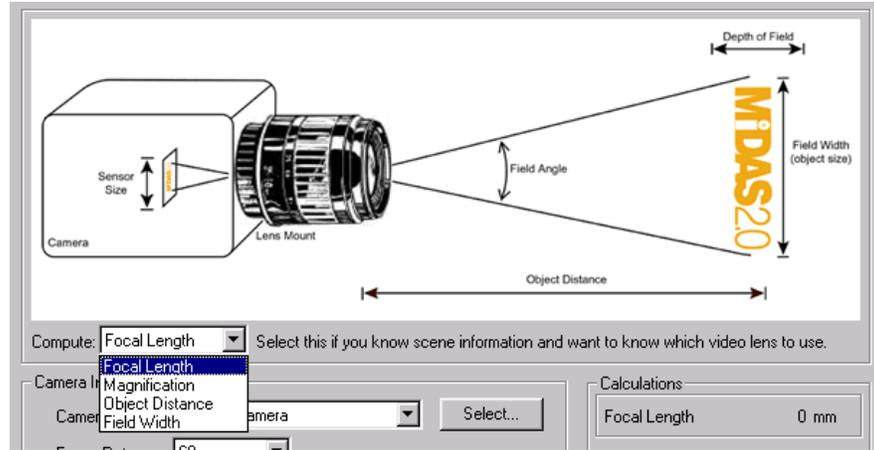 Depth of Field
MiDAS2.0
Field Width
(object size)
Field Angle
Sensor
Size
MiDAS
Lens Mount
Camera
Object Distance
Compute: Focal Length Select this if you know scene information and want to know which video lens to use.
Focal Length
Magnification
Object Distance
Field Width
Camera
Calculations
Select...
Focal Length 0 mm
60